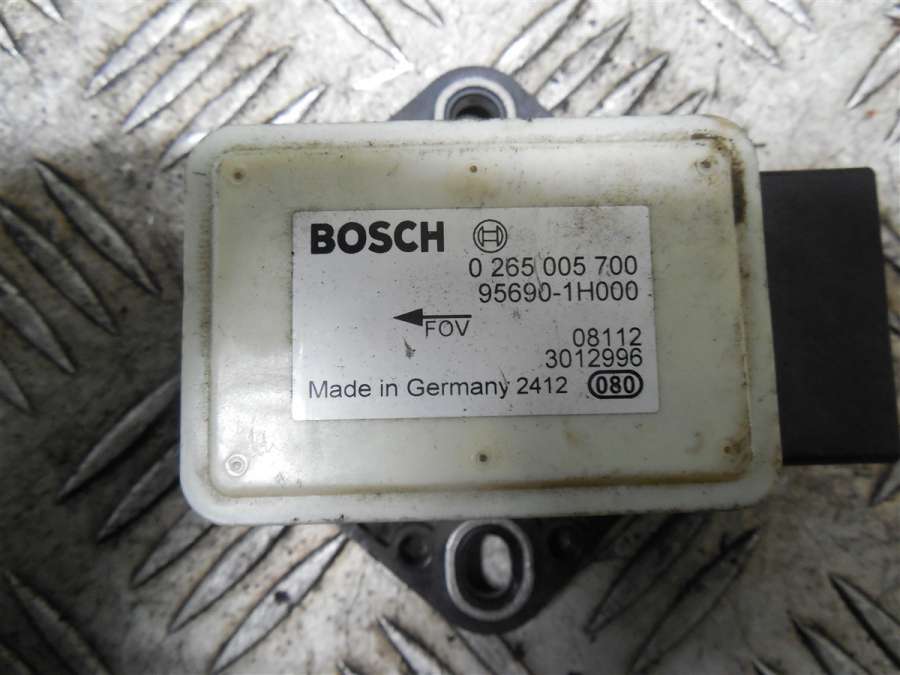 BOSCH
0 265 005 700
95690-1H000
FOV
08112
3012996
Made in Germany 2412 080